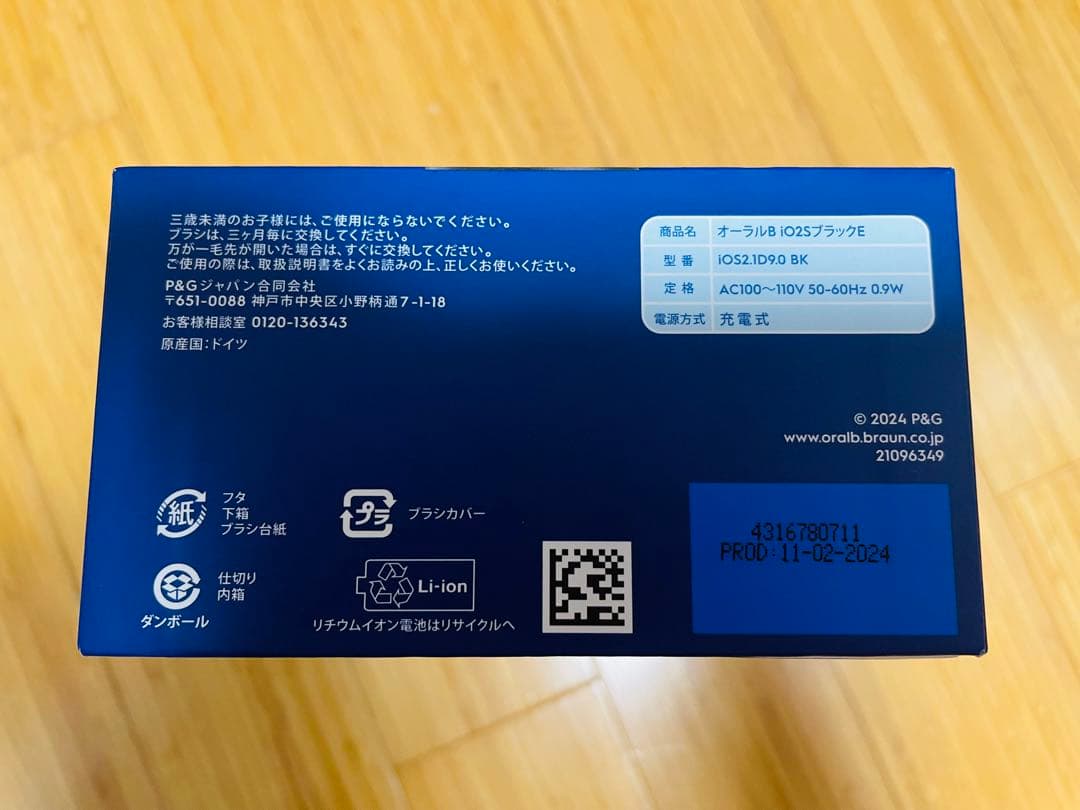 三歳未満のお子様には、ご使用にならないでください。
ブラシは、三ヶ月毎に交換してください。
万が一毛先が開いた場合は、すぐに交換してください。
ご使用の際は、取扱説明書をよくお読みの上、正しくお使いください。
P&Gジャパン合同会社
〒651-0088 神戸市中央区小野柄通7-1-18
お客様相談室 0120-136343
原産国：ドイツ
商品名 オーラルB iO2SブラックE
型番 iOS2.1D9.0 BK
定格 AC100～110V 50-60Hz 0.9W
電源方式 充電式
© 2024 P&G
www.oralb.braun.co.jp
21096349
紙
フタ
下箱
ブラシ台紙
プラ
ブラシカバー
ダンボール
仕切り
内箱
Li-ion
リチウムイオン電池はリサイクルへ
4316780711
PROD:11-02-2024